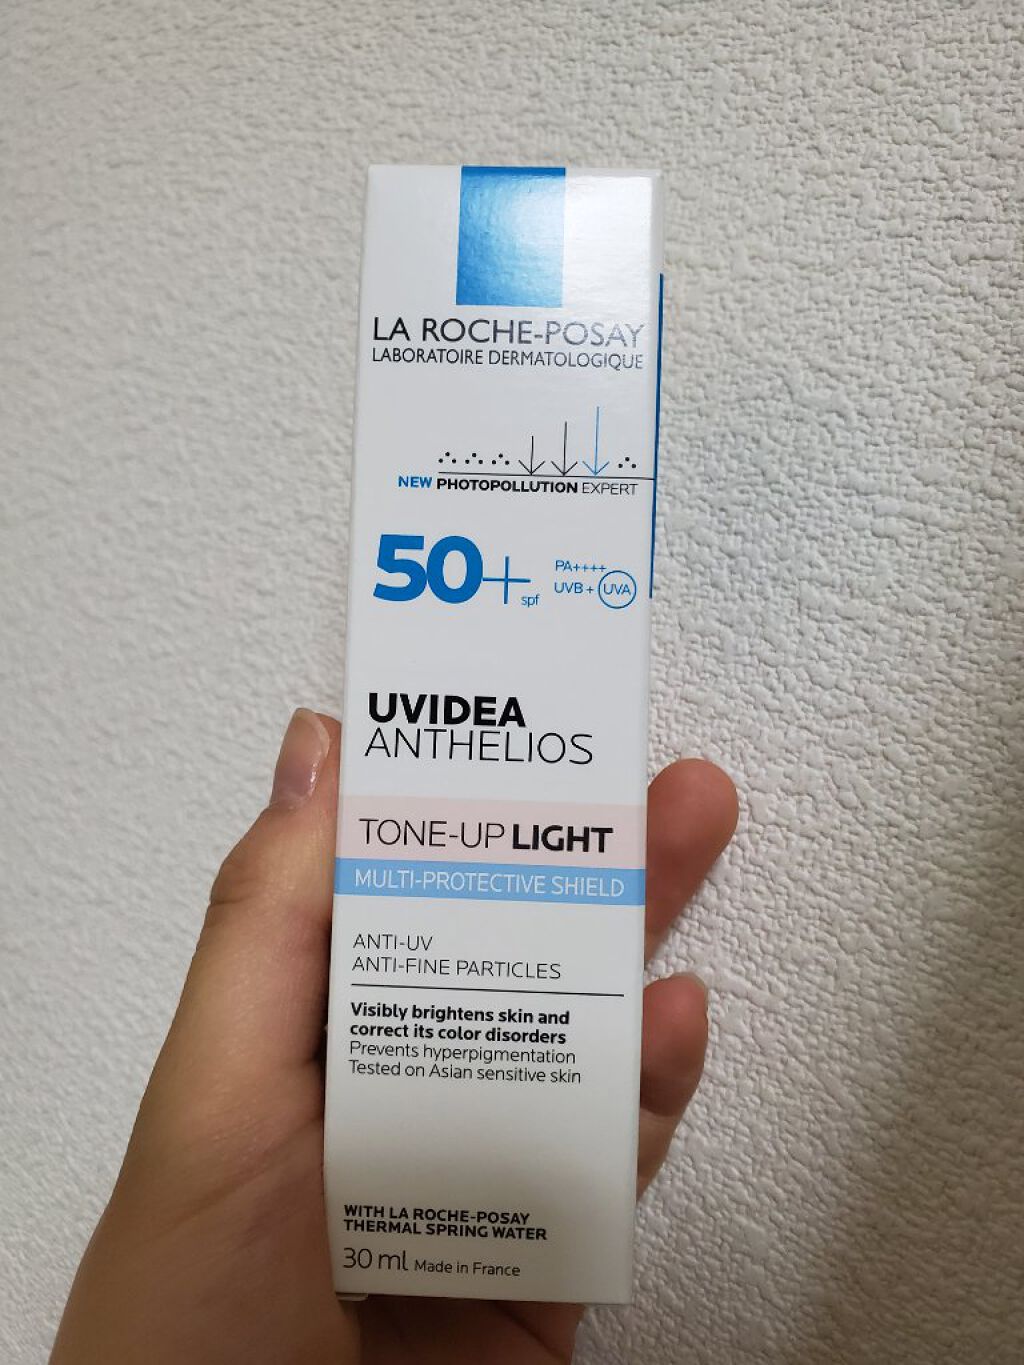 LA ROCHE-POSAY
LABORATOIRE DERMATOLOGIQUE
NEW PHOTOPOLLUTION EXPERT
50+ spf
PA++++
UVB + UVA
UVIDEA
ANTHELIOS
TONE-UP LIGHT
MULTI-PROTECTIVE SHIELD
ANTI-UV
ANTI-FINE PARTICLES
Visibly brightens skin and
correct its color disorders
Prevents hyperpigmentation
Tested on Asian sensitive skin
WITH LA ROCHE-POSAY
THERMAL SPRING WATER
30 ml Made in France